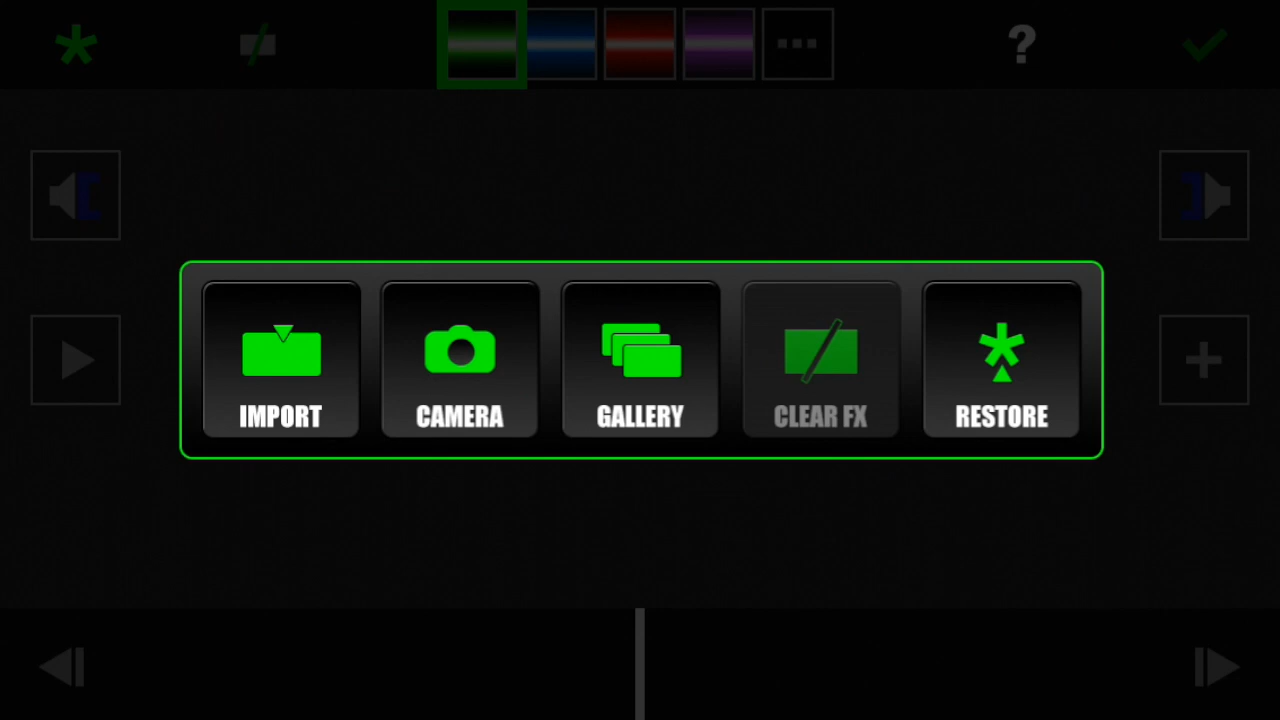 ?
IMPORT
CAMERA
GALLERY
CLEAR FX
RESTORE